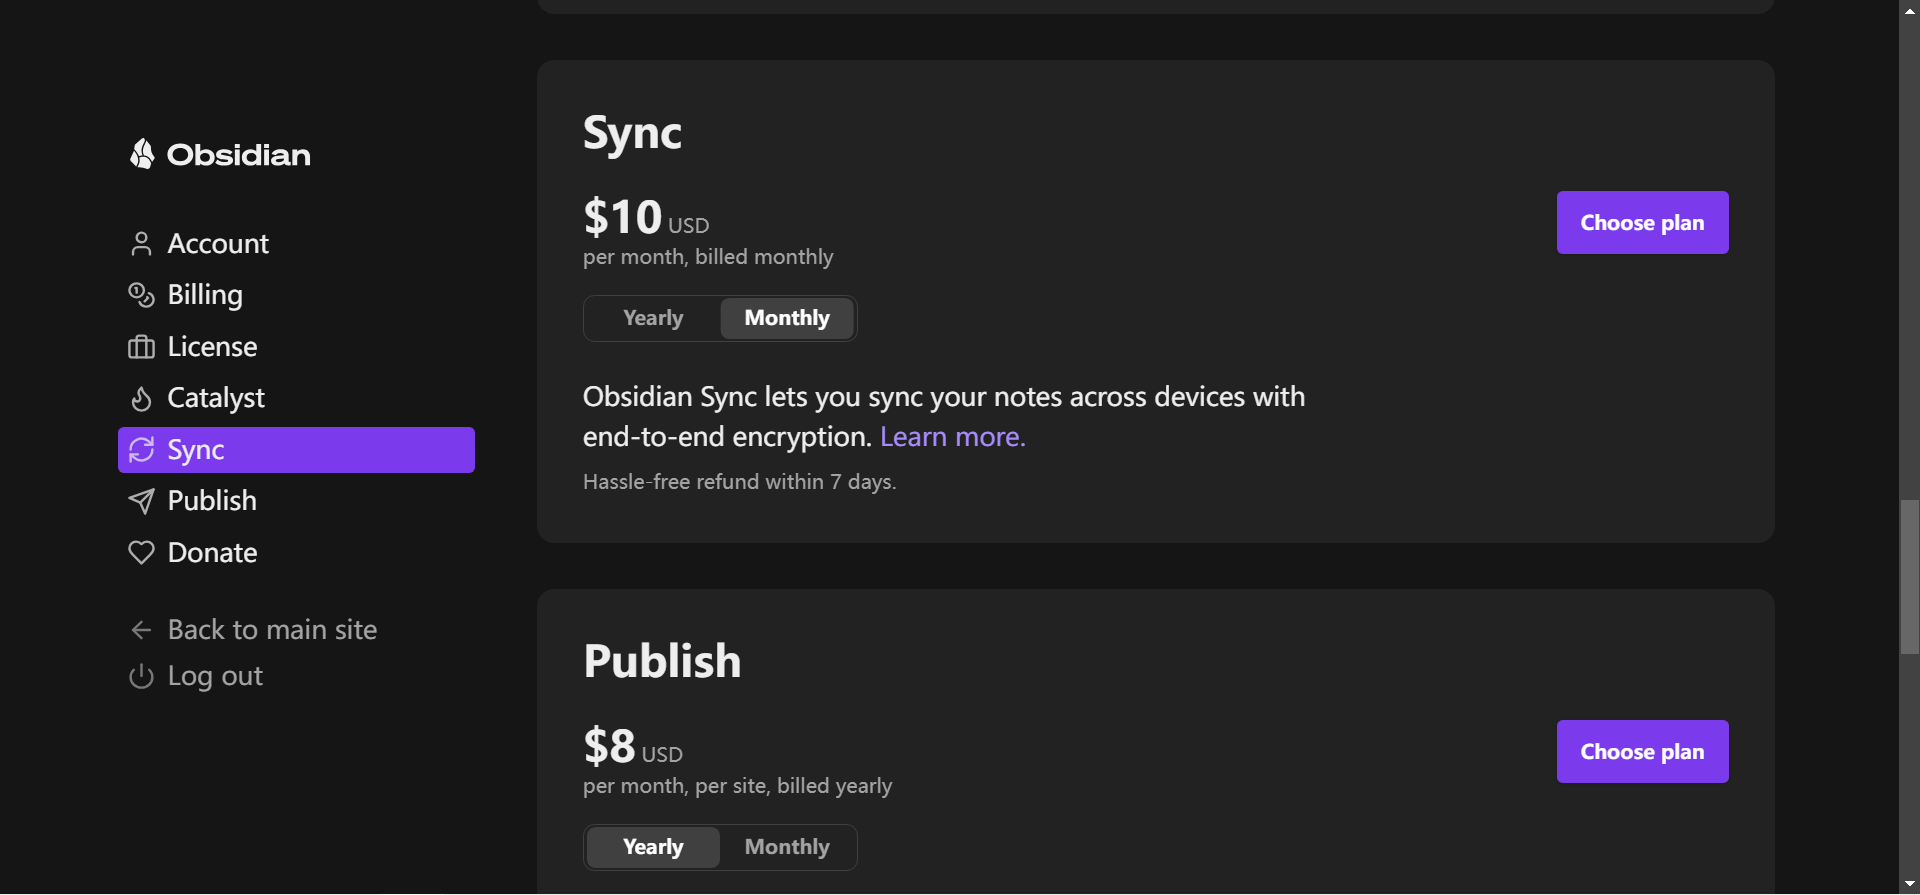 Obsidian
Account
Billing
License
Catalyst
Sync
Publish
Donate
Back to main site
Log out
Sync
$10 USD
per month, billed monthly
Choose plan
Yearly Monthly
Obsidian Sync lets you sync your notes across devices with
end-to-end encryption. Learn more.
Hassle-free refund within 7 days.
Publish
$8 USD
per month, per site, billed yearly
Choose plan
Yearly Monthly